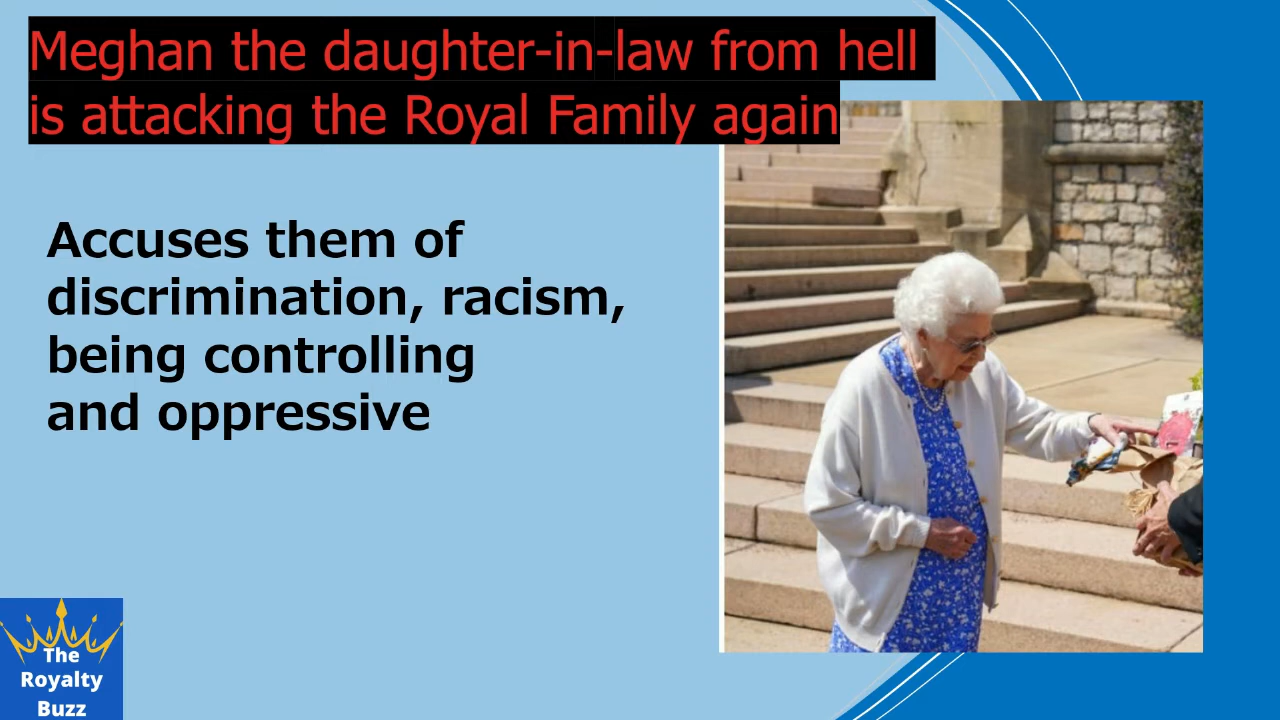 Meghan the daughter-in-law from hell
is attacking the Royal Family again
Accuses them of
discrimination, racism,
being controlling
and oppressive
The
Royalty
Buzz